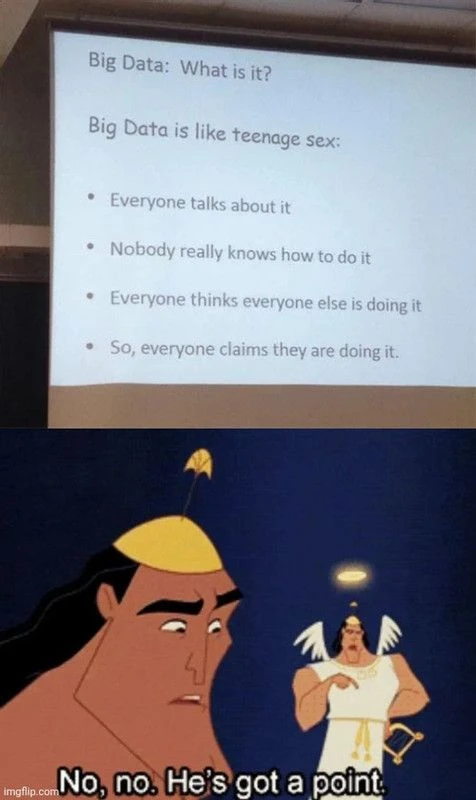 Big Data: What is it?
Big Data is like teenage sex:
• Everyone talks about it
• Nobody really knows how to do it
• Everyone thinks everyone else is doing it
• So, everyone claims they are doing it.
No, no. He's got a point.
imgflip.com